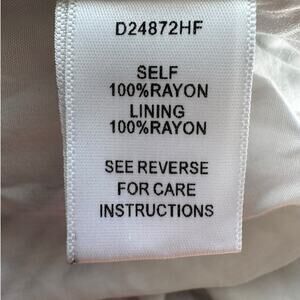 D24872HF
SELF
100%RAYON
LINING
100%RAYON
SEE REVERSE
FOR CARE
INSTRUCTIONS